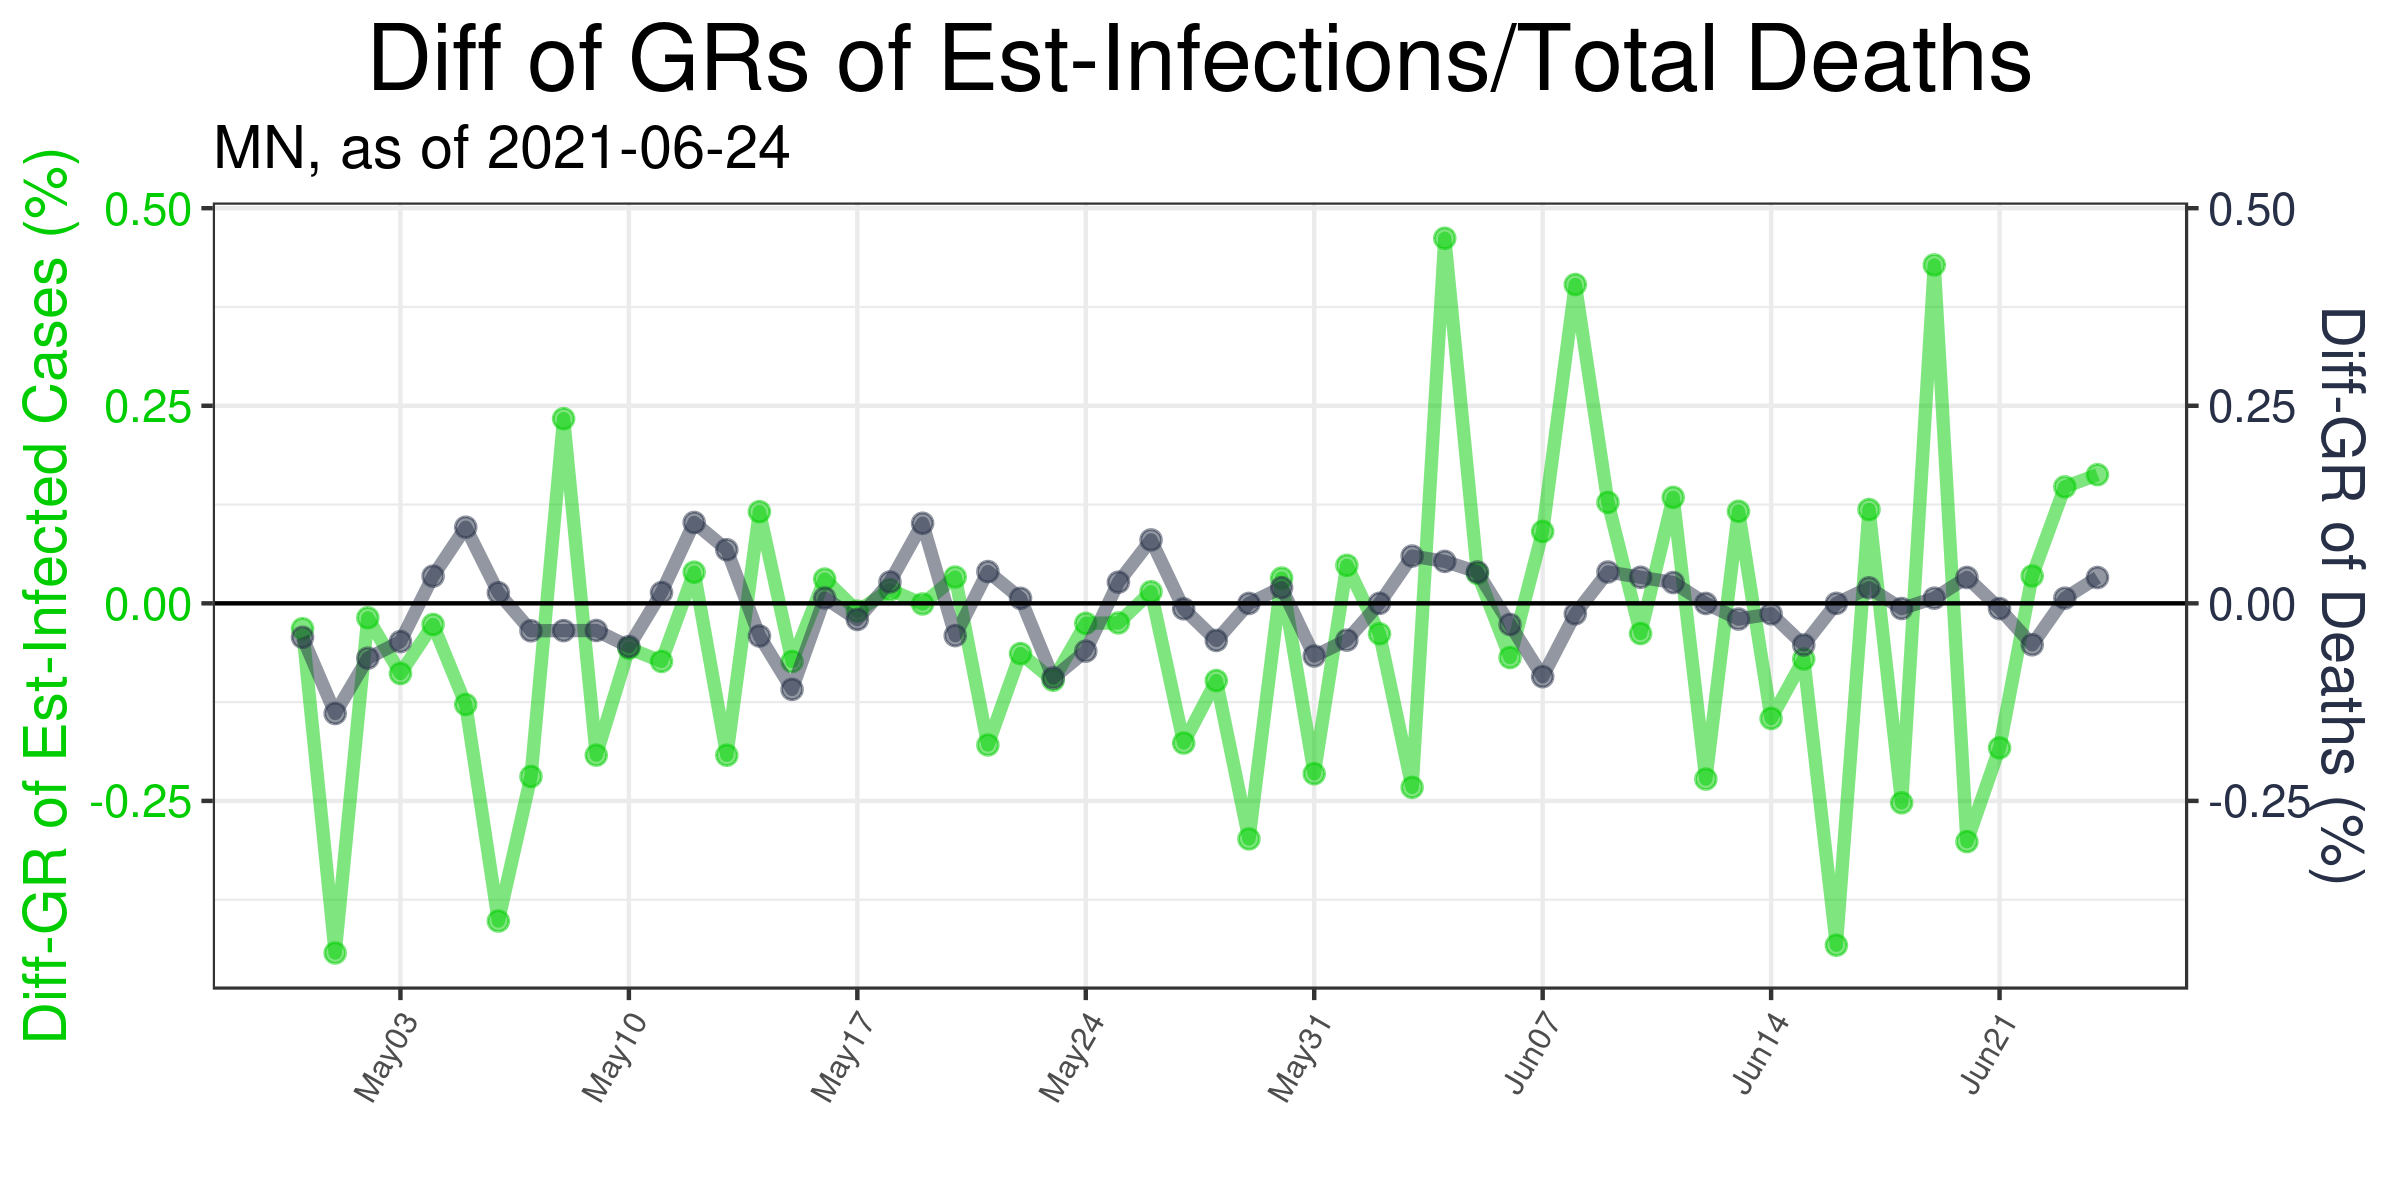 Diff of GRs of Est-Infections/Total Deaths
MN, as of 2021-06-24
Diff-GR of Est-Infected Cases (%)
0.50
0.25
0.00
-0.25
0.50
0.25
0.00
-0.25
Diff-GR of Deaths (%)
May03
May10
May17
May24
May31
Jun07
Jun14
Jun21